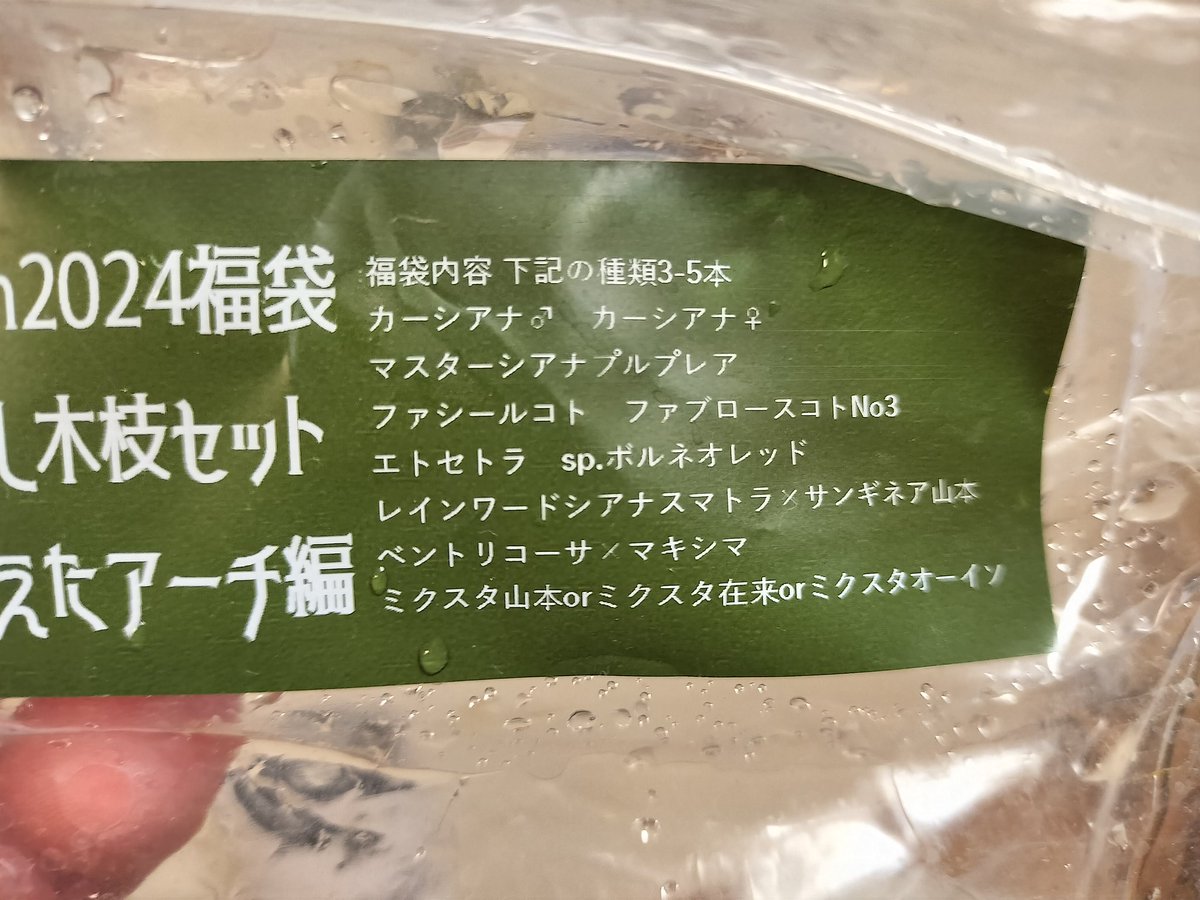 n2024福袋
し木枝セット
えたアーチ編
福袋内容 下記の種類3-5本
カーシアナ♂　カーシアナ♀
マスターシアナプルプレア
ファシールコト　ファブロースコトNo3
エトセトラ　sp.ボルネオレッド
レインワードシアナスマトラ×サンギネア山本
ベントリコーサ×マキシマ
ミクスタ山本orミクスタ在来orミクスタオーイソ